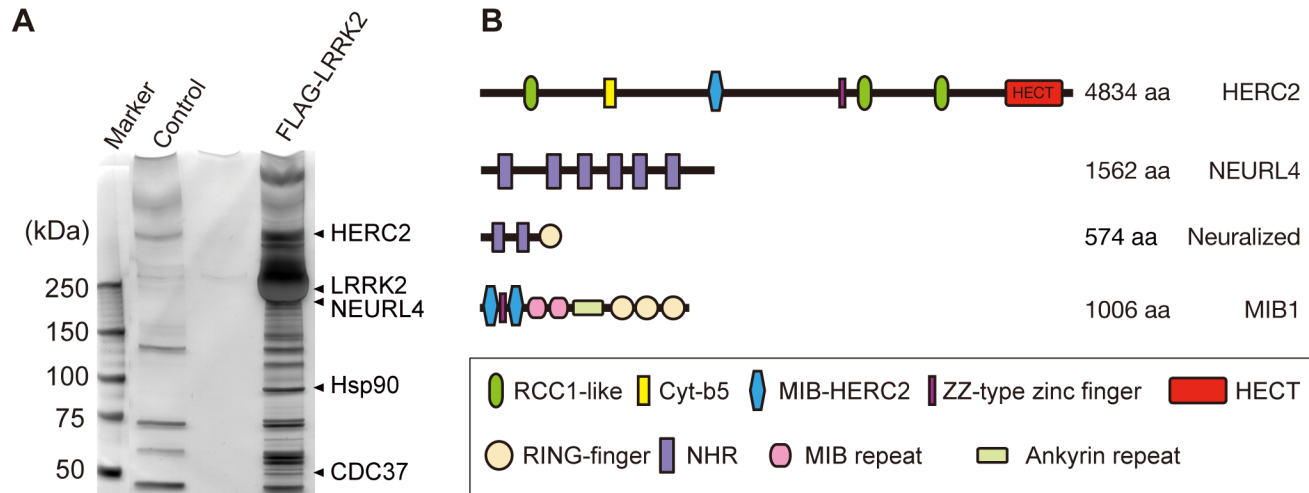 A
Marker
Control
FLAG-LRRK2
(kDa)
250
150
100
75
50
HERC2
LRRK2
NEURL4
Hsp90
CDC37
B
HECT
4834 aa HERC2
1562 aa NEURL4
574 aa Neuralized
1006 aa MIB1
RCC1-like Cyt-b5 MIB-HERC2 ZZ-type zinc finger HECT
RING-finger NHR MIB repeat Ankyrin repeat